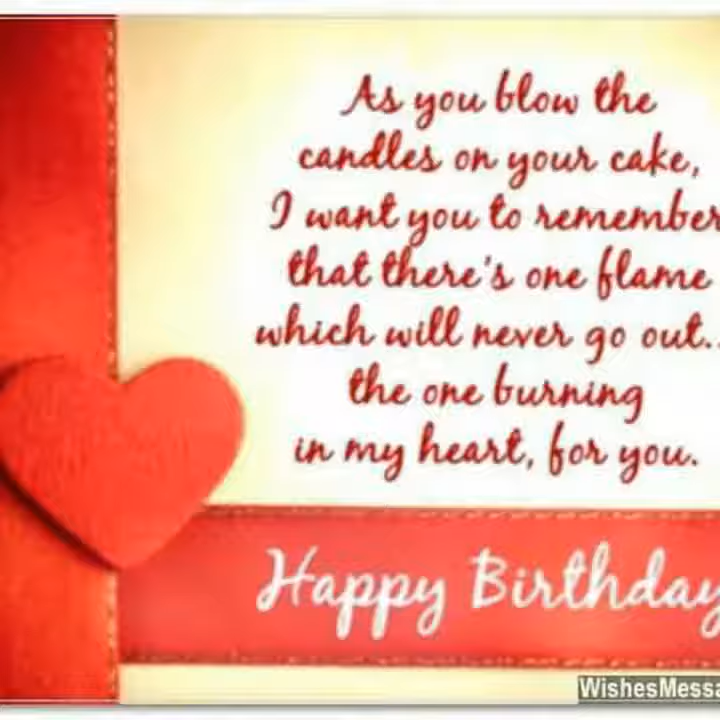 As you blow the
candles on your cake,
I want you to remember
that there's one flame
which will never go out..
the one burning
in my heart, for you.
Happy Birthday
WishesMessa